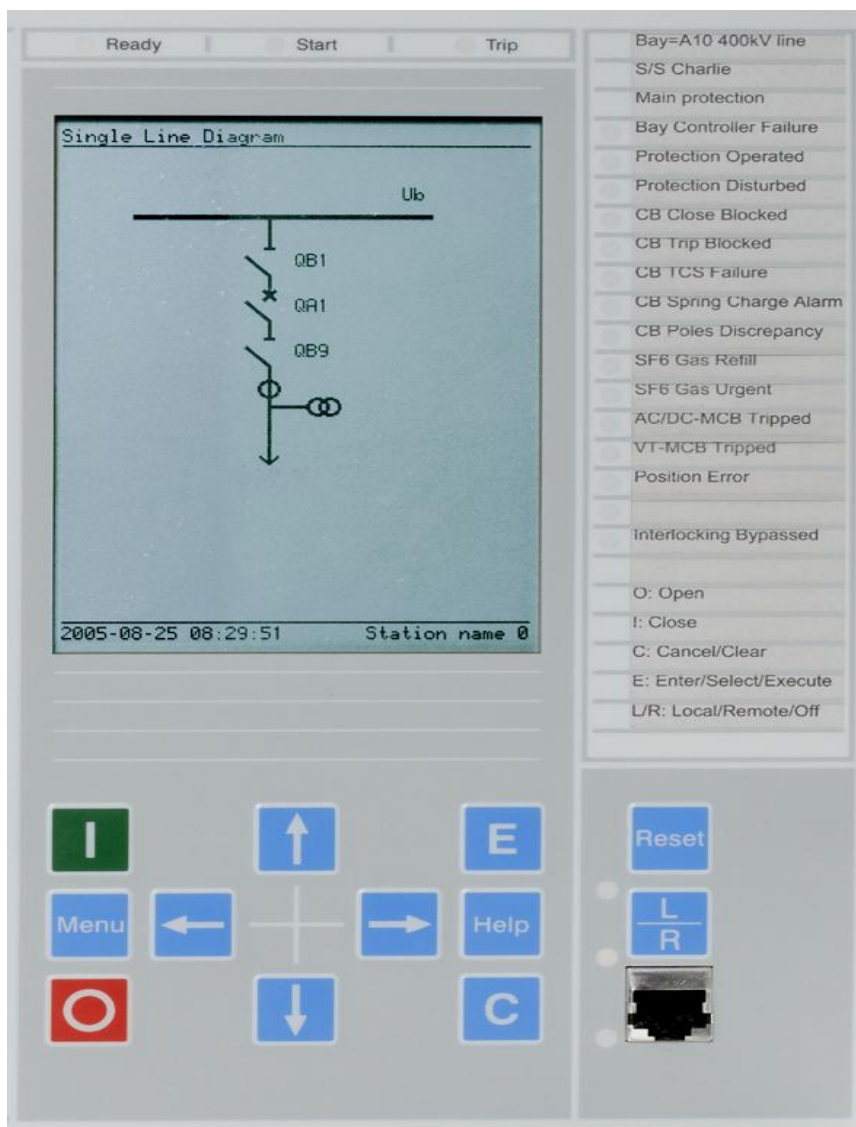 Ready
Start
Trip
Single Line Diagram
Ub
QB1
QA1
QB9
2005-08-25 08:29:51 Station name 0
Bay=A10 400kV line
S/S Charlie
Main protection
Bay Controller Failure
Protection Operated
Protection Disturbed
CB Close Blocked
CB Trip Blocked
CB TCS Failure
CB Spring Charge Alarm
CB Poles Discrepancy
SF6 Gas Refill
SF6 Gas Urgent
AC/DC-MCB Tripped
VT-MCB Tripped
Position Error
Interlocking Bypassed
O: Open
I: Close
C: Cancel/Clear
E: Enter/Select/Execute
L/R: Local/Remote/Off
I
E
Menu
Help
O
C
Reset
L
R